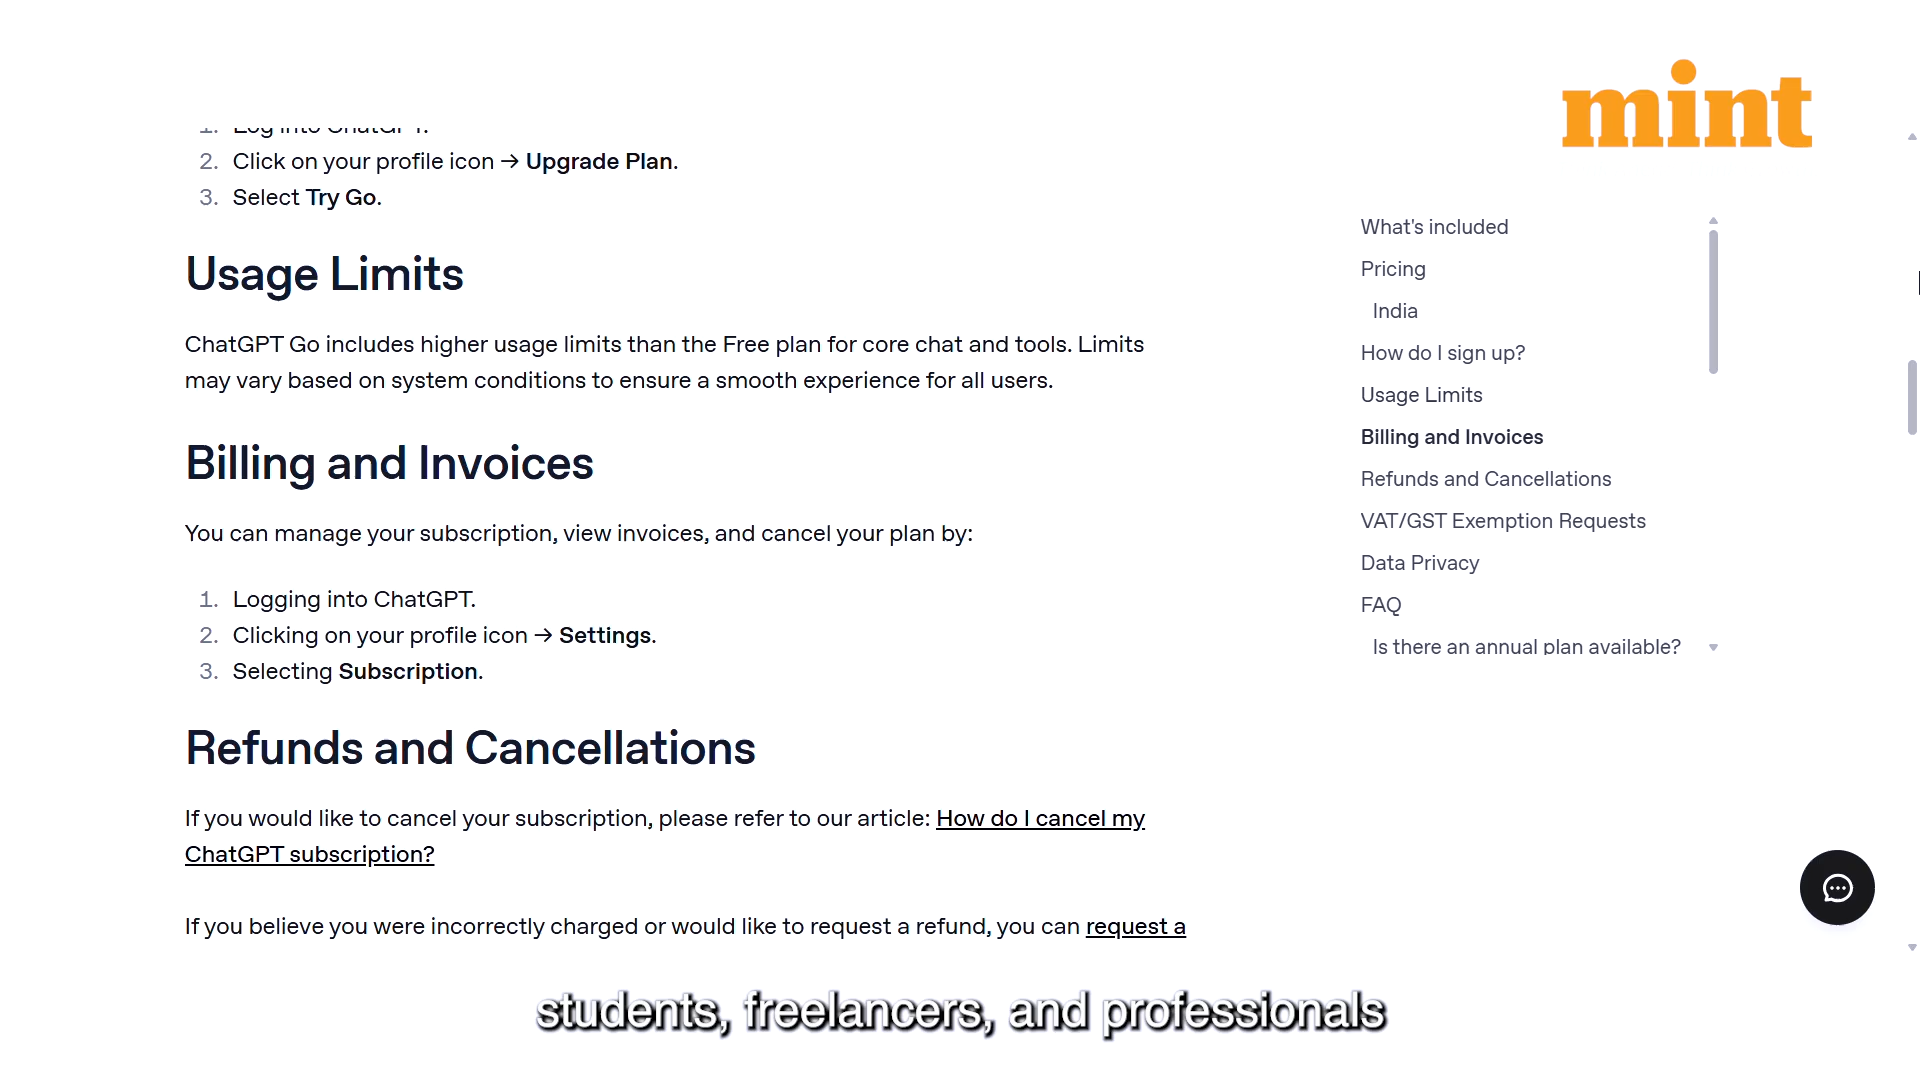 mint
1. Log into ChatGPT.
2. Click on your profile icon → Upgrade Plan.
3. Select Try Go.
Usage Limits
ChatGPT Go includes higher usage limits than the Free plan for core chat and tools. Limits
may vary based on system conditions to ensure a smooth experience for all users.
Billing and Invoices
You can manage your subscription, view invoices, and cancel your plan by:
1. Logging into ChatGPT.
2. Clicking on your profile icon → Settings.
3. Selecting Subscription.
Refunds and Cancellations
If you would like to cancel your subscription, please refer to our article: How do I cancel my
ChatGPT subscription?
If you believe you were incorrectly charged or would like to request a refund, you can request a
What's included
Pricing
India
How do I sign up?
Usage Limits
Billing and Invoices
Refunds and Cancellations
VAT/GST Exemption Requests
Data Privacy
FAQ
Is there an annual plan available?
students, freelancers, and professionals